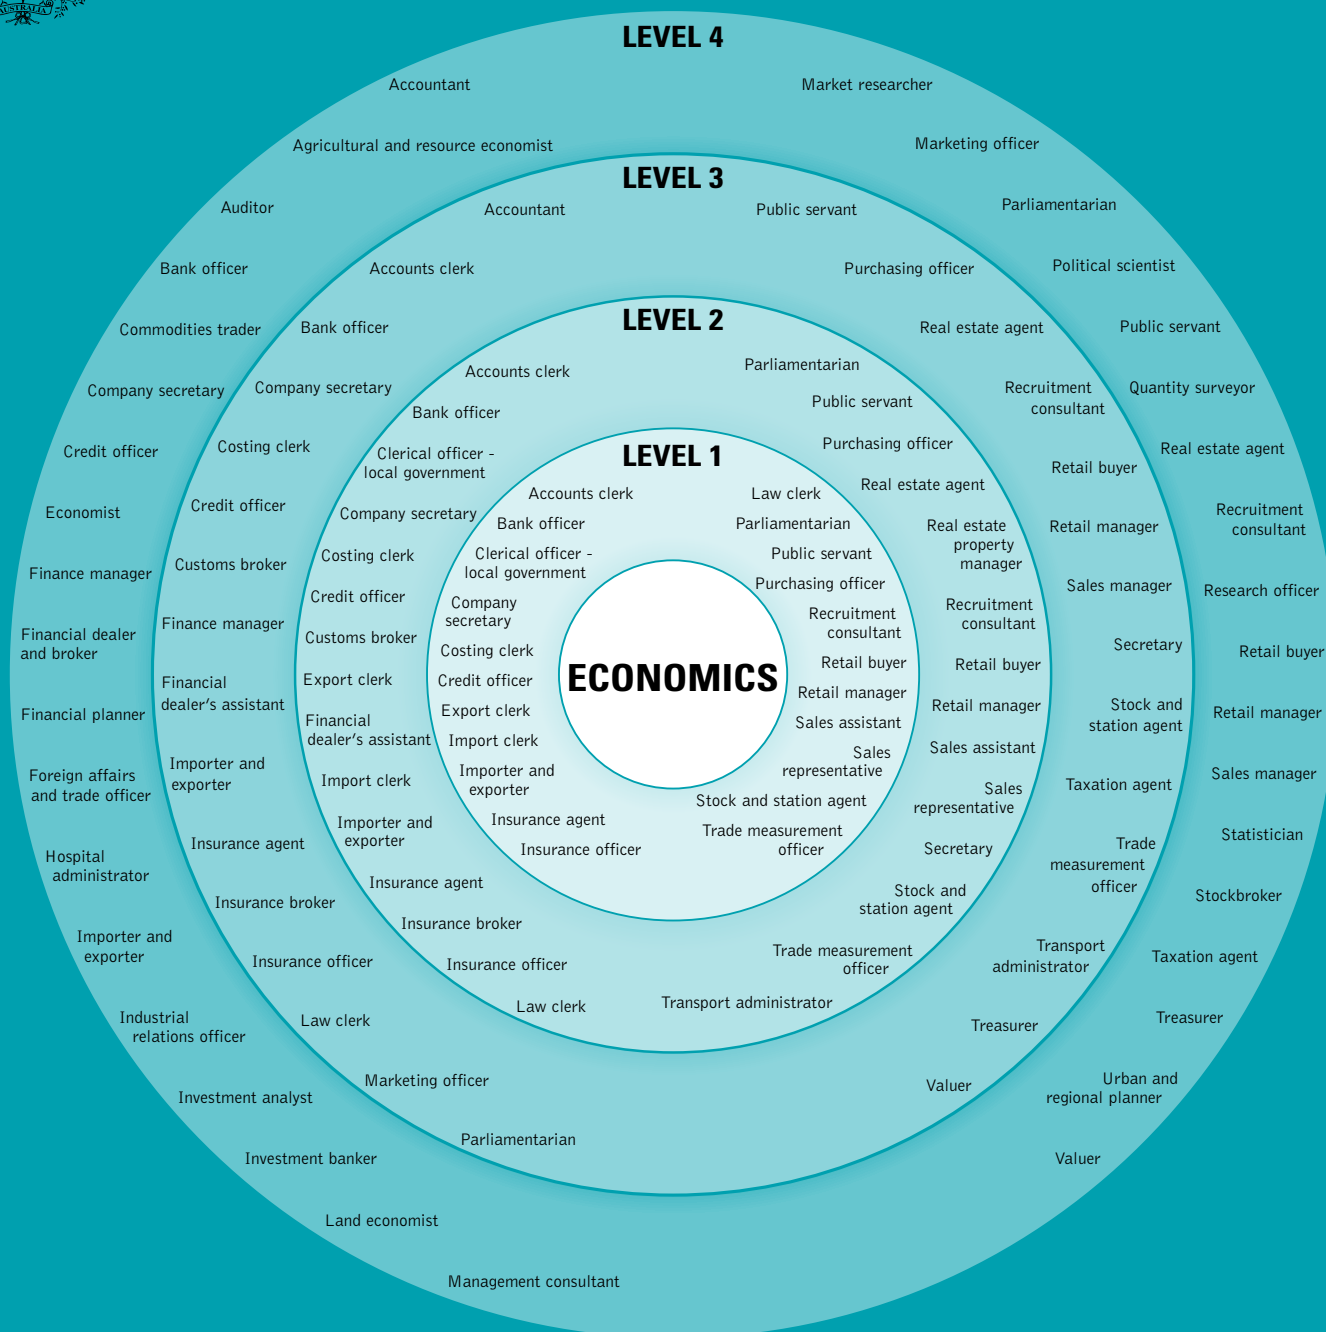 AUSTRALIA
LEVEL 4
Accountant
Agricultural and resource economist
Auditor
Bank officer
Commodities trader
Company secretary
Credit officer
Economist
Finance manager
Financial dealer
and broker
Financial planner
Foreign affairs
and trade officer
Hospital
administrator
Importer and
exporter
Industrial
relations officer
Investment analyst
Investment banker
Land economist
Management consultant
Market researcher
Marketing officer
Parliamentarian
Political scientist
Public servant
Quantity surveyor
Real estate agent
Recruitment
consultant
Research officer
Retail buyer
Retail manager
Sales manager
Statistician
Stockbroker
Taxation agent
Treasurer
Urban and
regional planner
Valuer
LEVEL 3
Accountant
Accounts clerk
Bank officer
Company secretary
Costing clerk
Credit officer
Customs broker
Finance manager
Financial
dealer's assistant
Importer and
exporter
Insurance agent
Insurance broker
Insurance officer
Law clerk
Marketing officer
Parliamentarian
Public servant
Purchasing officer
Real estate agent
Recruitment
consultant
Retail buyer
Retail manager
Sales manager
Secretary
Stock and
station agent
Taxation agent
Trade
measurement
officer
Transport
administrator
Treasurer
Valuer
LEVEL 2
Accounts clerk
Bank officer
Clerical officer -
local government
Company secretary
Costing clerk
Credit officer
Customs broker
Export clerk
Financial
dealer's assistant
Import clerk
Importer and
exporter
Insurance agent
Insurance broker
Insurance officer
Law clerk
Parliamentarian
Public servant
Purchasing officer
Real estate agent
Real estate
property
manager
Recruitment
consultant
Retail buyer
Retail manager
Sales assistant
Sales
representative
Secretary
Stock and
station agent
Trade measurement
officer
Transport administrator
LEVEL 1
Accounts clerk
Bank officer
Clerical officer -
local government
Company
secretary
Costing clerk
Credit officer
Export clerk
Import clerk
Importer and
exporter
Insurance agent
Insurance officer
Law clerk
Parliamentarian
Public servant
Purchasing officer
Recruitment
consultant
Retail buyer
Retail manager
Sales assistant
Sales
representative
Stock and station agent
Trade measurement
officer
ECONOMICS